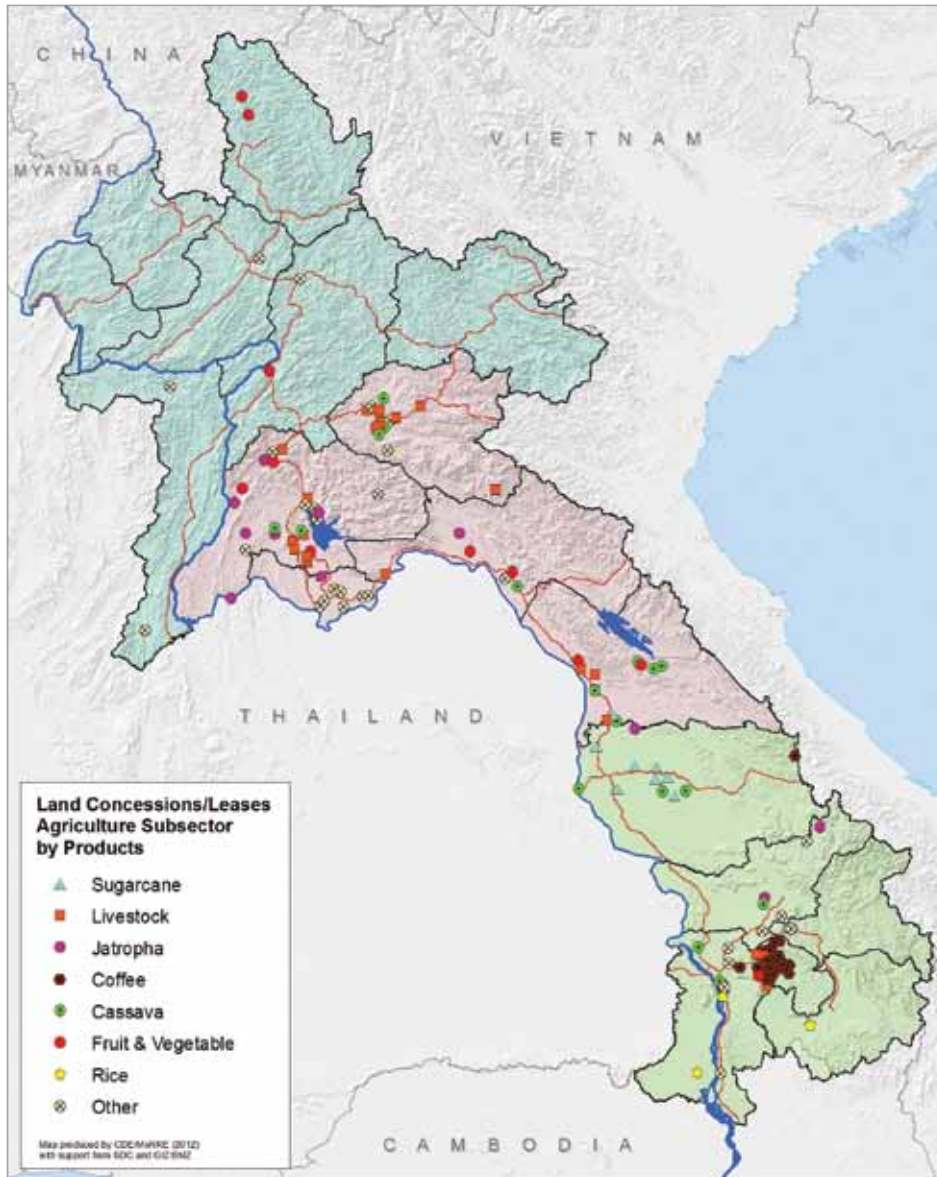 CHINA
VIETNAM
MYANMAR
THAILAND
Land Concessions/Leases
Agriculture Subsector
by Products
Sugarcane
Livestock
Jatropha
Coffee
Cassava
Fruit & Vegetable
Rice
Other
Map produced by CDE/MoNRE (2012)
with support from SDC and GIZ/BMZ
CAMBODIA